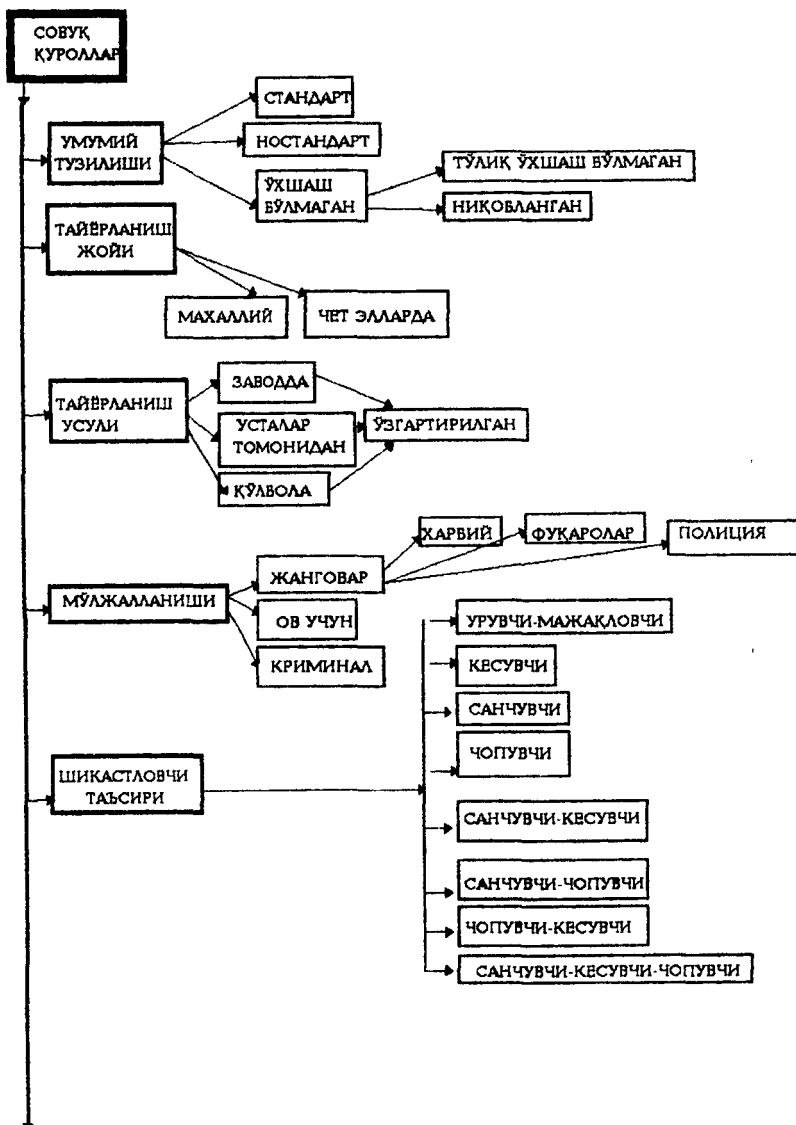 СОВУҚ
ҚУРОЛЛАР
УМУМИЙ
ТУЗИЛИШИ
СТАНДАРТ
НОСТАНДАРТ
ЎХШАШ
БЎЛМАГАН
ТЎЛИҚ ЎХШАШ БЎЛМАГАН
НИҚОБЛАНГАН
ТАЙЁРЛАНИШ
ЖОЙИ
МАХАЛЛИЙ
ЧЕТ ЭЛЛАРДА
ТАЙЁРЛАНИШ
УСУЛИ
ЗАВОДДА
УСТАЛАР
ТОМОНИДАН
ҚЎЛБОЛА
ЎЗГАРТИРИЛГАН
МЎЛЖАЛЛАНИШИ
ЖАНГОВАР
ОВ УЧУН
КРИМИНАЛ
ХАРБИЙ
ФУҚАРОЛАР
ПОЛИЦИЯ
ШИКАСТЛОВЧИ
ТАЪСИРИ
УРУВЧИ-МАЖАҚЛОВЧИ
КЕСУВЧИ
САНЧУВЧИ
ЧОПУВЧИ
САНЧУВЧИ-КЕСУВЧИ
САНЧУВЧИ-ЧОПУВЧИ
ЧОПУВЧИ-КЕСУВЧИ
САНЧУВЧИ-КЕСУВЧИ-ЧОПУВЧИ